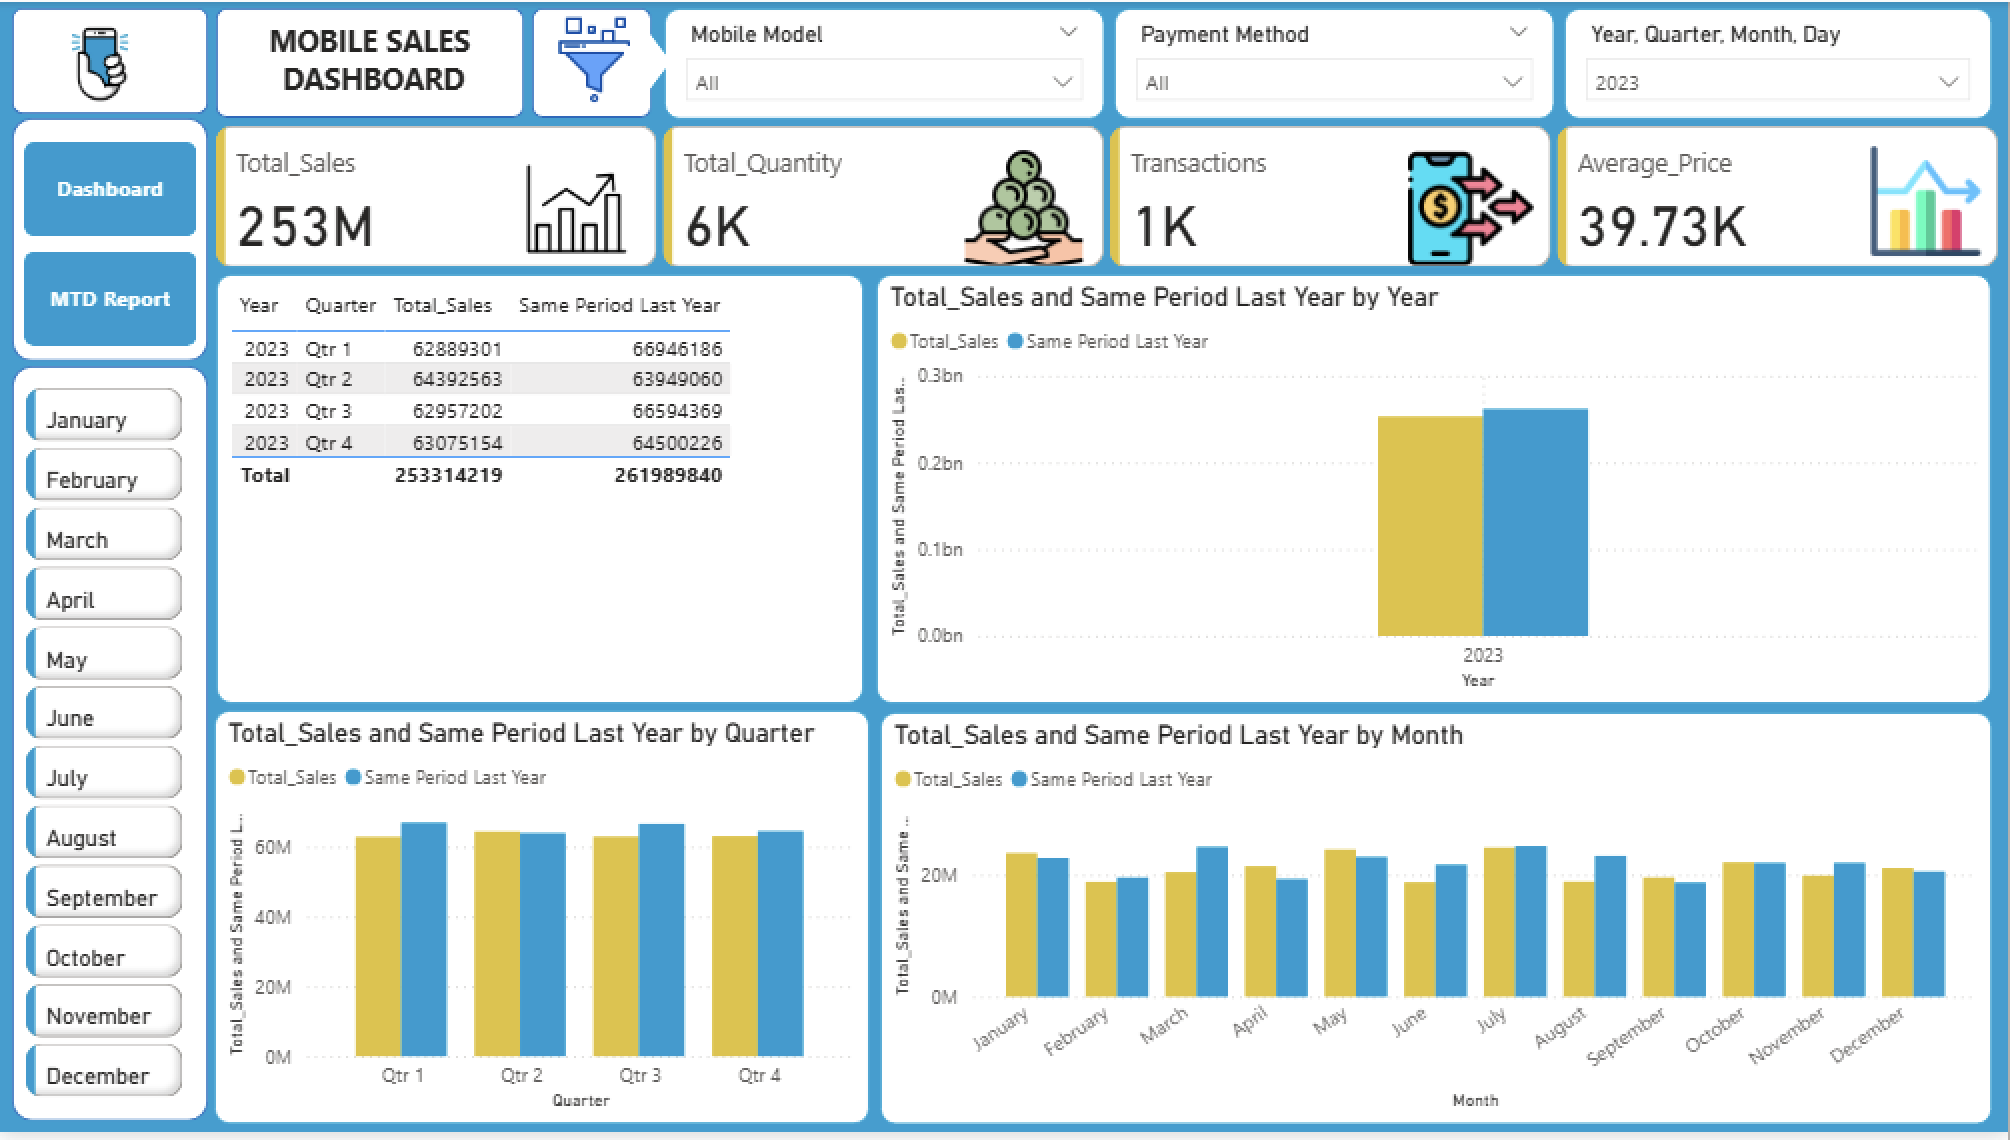 MOBILE SALES
DASHBOARD
Mobile Model
All
Payment Method
All
Year, Quarter, Month, Day
2023
Dashboard
MTD Report
January
February
March
April
May
June
July
August
September
October
November
December
Total_Sales
253M
Total_Quantity
6K
Transactions
1K
Average_Price
39.73K
Year Quarter Total_Sales Same Period Last Year
2023 Qtr 1 62889301 66946186
2023 Qtr 2 64392563 63949060
2023 Qtr 3 62957202 66594369
2023 Qtr 4 63075154 64500226
Total 253314219 261989840
Total_Sales and Same Period Last Year by Year
Total_Sales Same Period Last Year
Total_Sales and Same Period Las...
0.3bn
0.2bn
0.1bn
0.0bn
2023
Year
Total_Sales and Same Period Last Year by Quarter
Total_Sales Same Period Last Year
Total_Sales and Same Period L...
60M
40M
20M
0M
Qtr 1 Qtr 2 Qtr 3 Qtr 4
Quarter
Total_Sales and Same Period Last Year by Month
Total_Sales Same Period Last Year
Total_Sales and Same ...
20M
0M
January February March April May June July August September October November December
Month